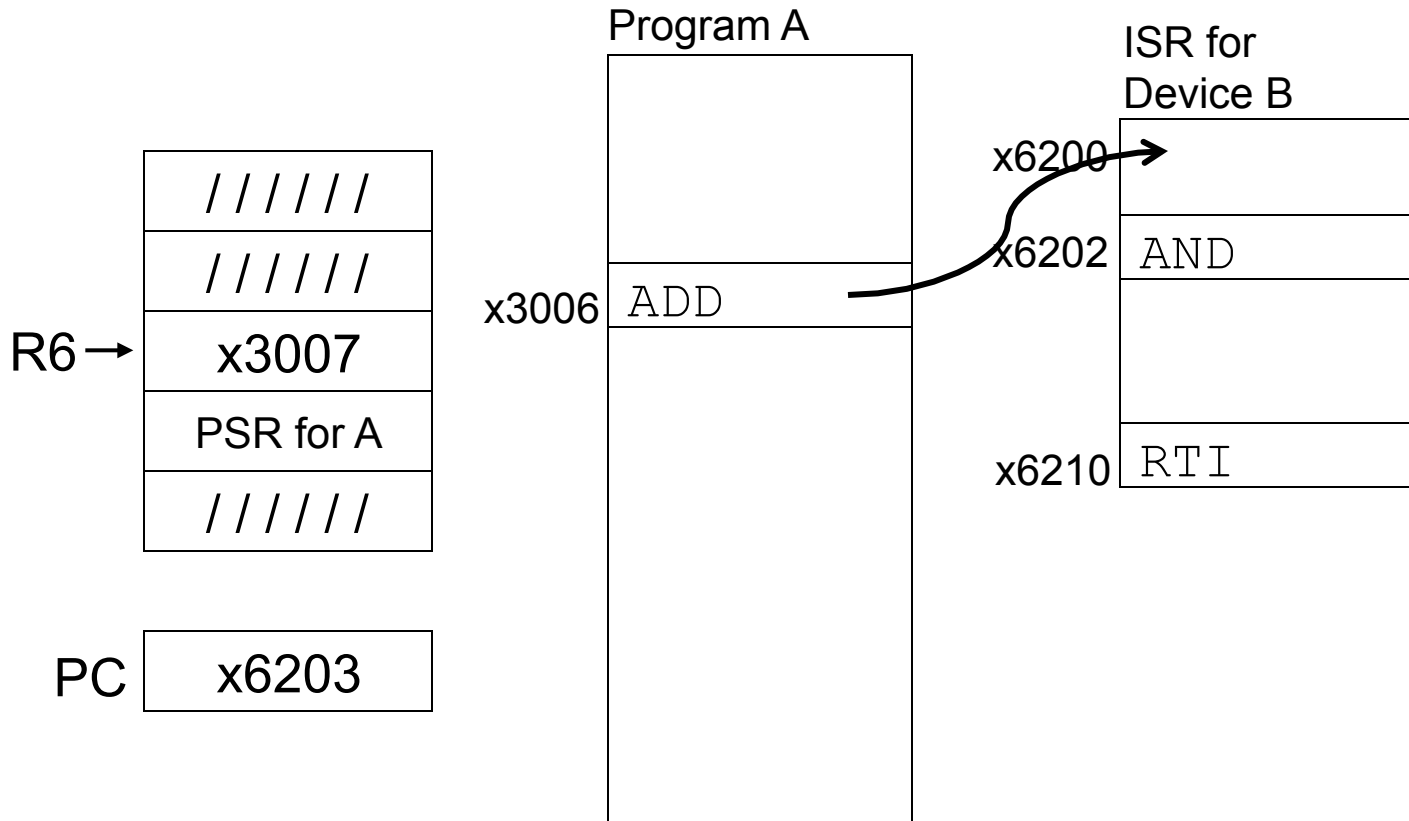 Program A
ISR for
Device B
/ / / / / /
/ / / / / /
R6
x3007
PSR for A
/ / / / / /
PC
x6203
x3006
ADD
x6200
x6202
AND
x6210
RTI